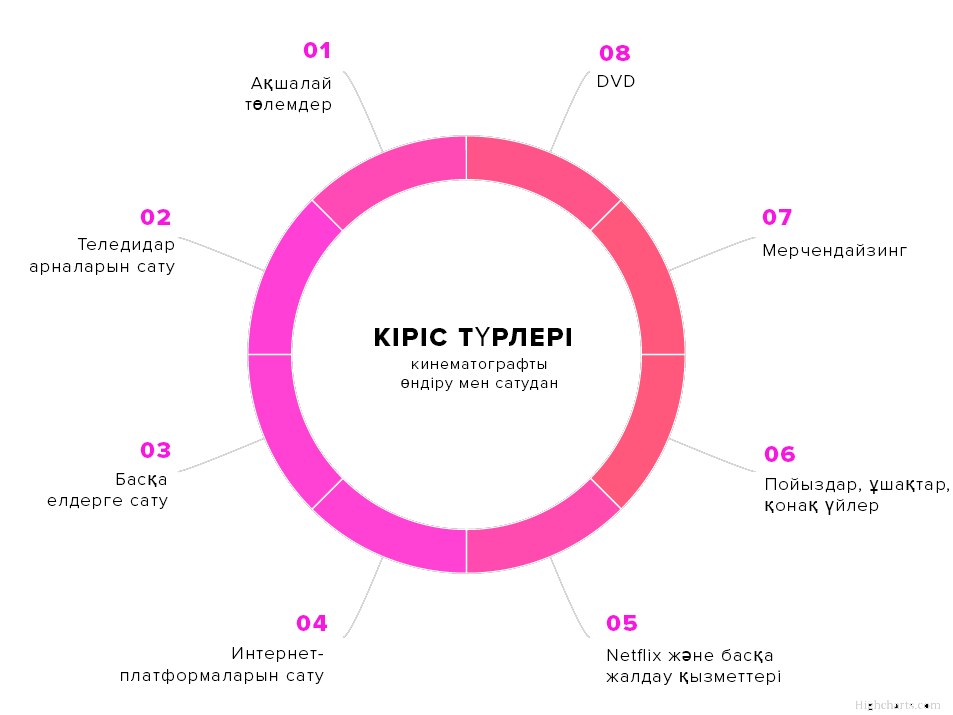 01
Ақшалай
төлемдер
02
Теледидар
арналарын сату
03
Басқа
елдерге сату
04
Интернет-
платформаларын сату
05
Netflix және басқа
жалдау қызметтері
06
Пойыздар, ұшақтар,
қонақ үйлер
07
Мерчендайзинг
08
DVD
КІРІС ТҮРЛЕРІ
кинематографты
өндіру мен сатудан
Highcharts.com